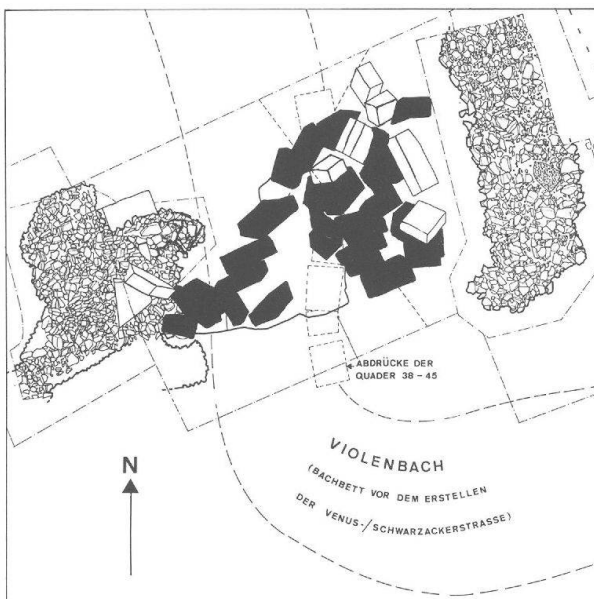 ABDRÜCKE DER
QUADER 38 – 45
VIOLENBACH
(BACHBETT VOR DEM ERSTELLEN
DER VENUS-/SCHWARZACKERSTRASSE)
N